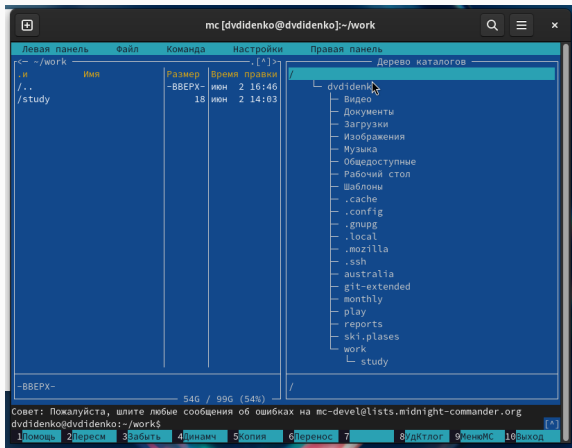 mc [dvdidenko@dvdidenko]:~/work
Левая панель Файл Команда Настройки Правая панель
<— ~/work .[^]>
Дерево каталогов
.и Имя Размер Время правки
/
/.. -ВВЕРХ- июн 2 16:46
/study 18 июн 2 14:03
dvdidenko
Видео
Документы
Загрузки
Изображения
Музыка
Общедоступные
Рабочий стол
Шаблоны
.cache
.config
.gnupg
.local
.mozilla
.ssh
australia
git-extended
monthly
play
reports
ski.plases
work
study
-ВВЕРХ-
/
54G / 99G (54%)
Совет: Пожалуйста, шлите любые сообщения об ошибках на mc-devel@lists.midnight-commander.org
dvdidenko@dvdidenko:~/work$ [^]
1Помощь 2Пересм 3Забыть 4Динамч 5Копия 6Перенос 7 8УдКтлог 9МенюMC 10Выход